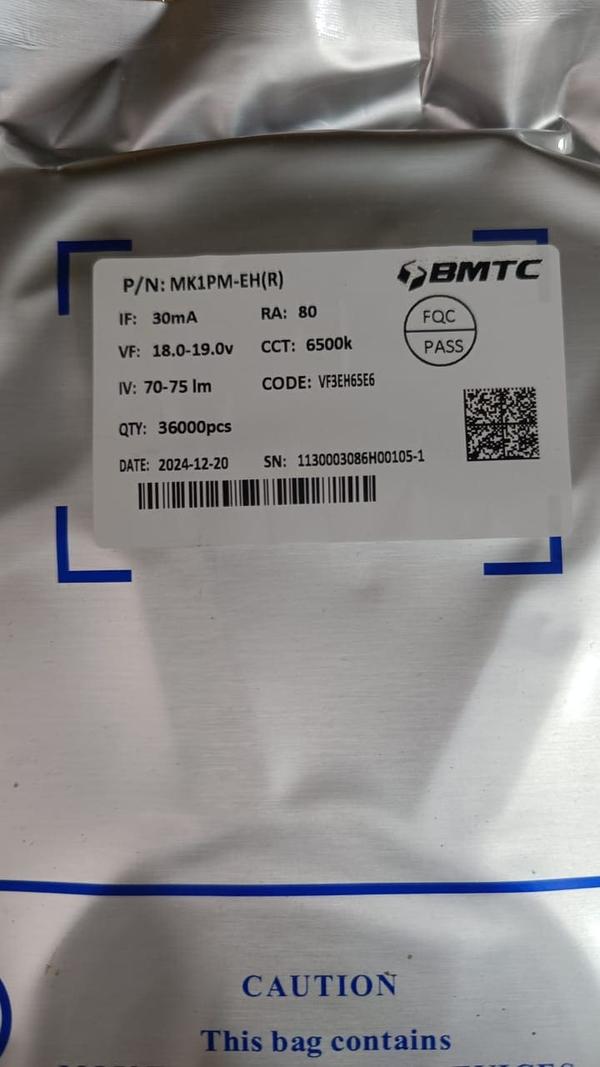 P/N: MK1PM-EH(R)
BMTC
IF: 30mA
RA: 80
FQC
PASS
VF: 18.0-19.0v
CCT: 6500k
IV: 70-75 lm
CODE: VF3EH65E6
QTY: 36000pcs
DATE: 2024-12-20
SN: 1130003086H00105-1
CAUTION
This bag contains